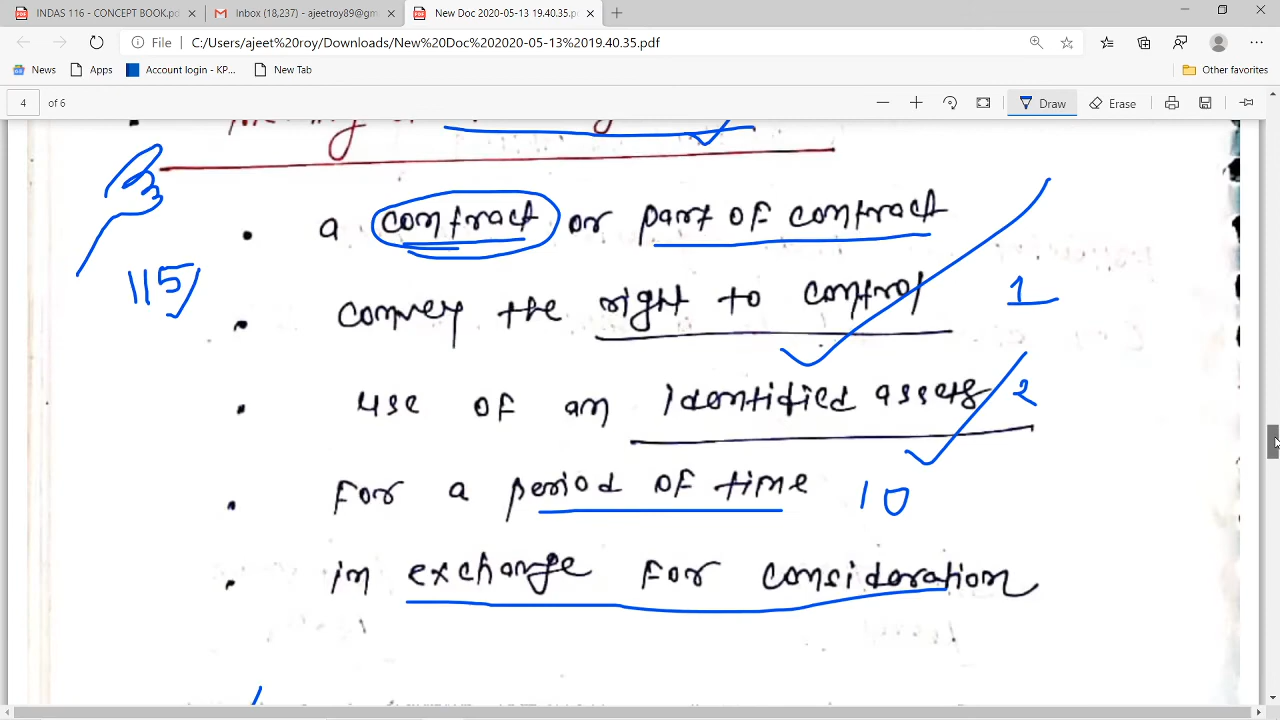 INDAS 116 - CONCEPT BOOK.pdf
Inbox (18,237) - ajeetroy89@gm
New Doc 2020-05-13 19.40.35.p
File C:/Users/ajeet%20roy/Downloads/New%20Doc%202020-05-13%2019.40.35.pdf
News Apps Account login - KP... New Tab Other favorites
4 of 6 Draw Erase
a contract or part of contract
115
convey the right to control 1
use of an identified assets 2
For a period of time 10
in exchange for consideration